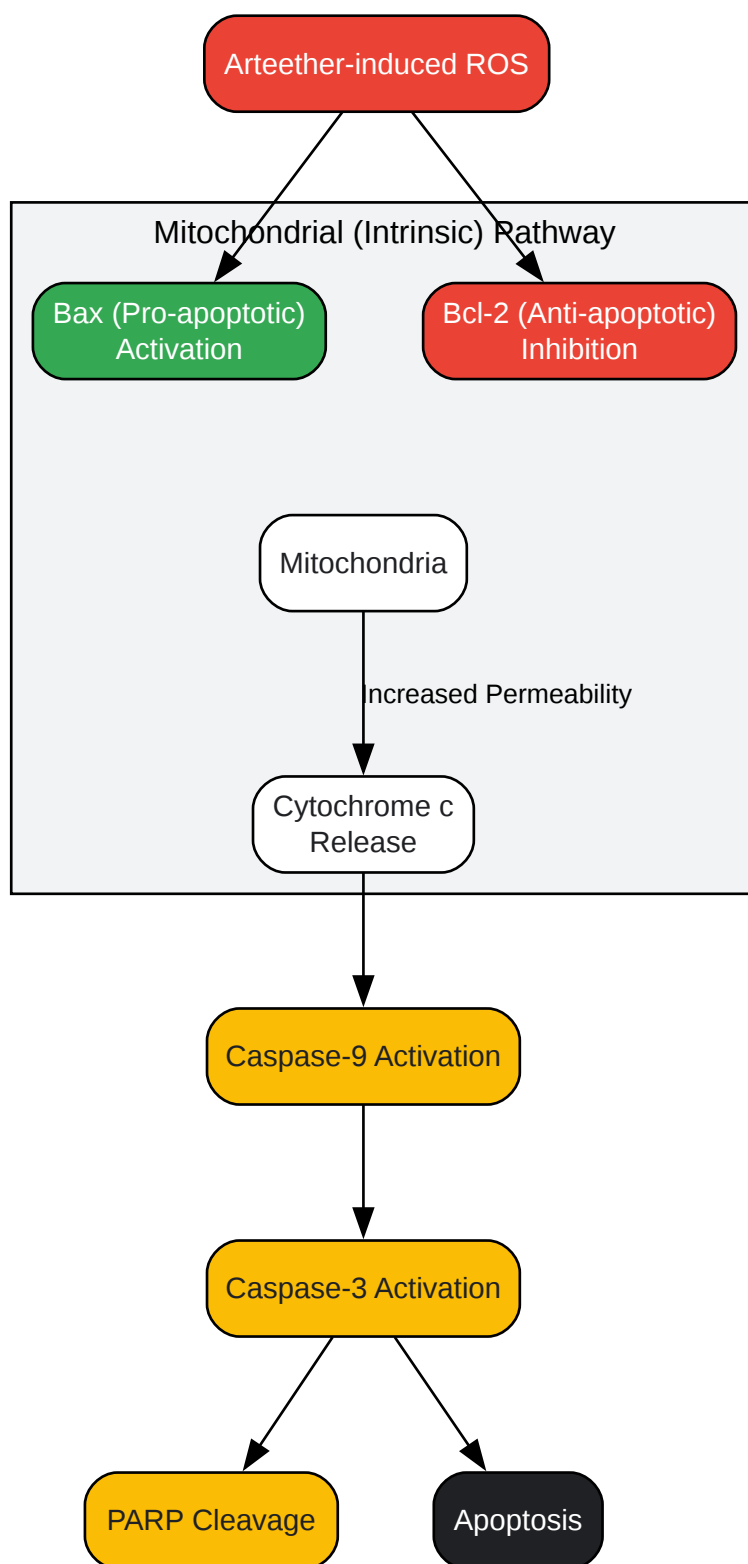 Arteether-induced ROS
Mitochondrial (Intrinsic) Pathway
Bax (Pro-apoptotic)
Activation
Bcl-2 (Anti-apoptotic)
Inhibition
Mitochondria
Increased Permeability
Cytochrome c
Release
Caspase-9 Activation
Caspase-3 Activation
PARP Cleavage
Apoptosis